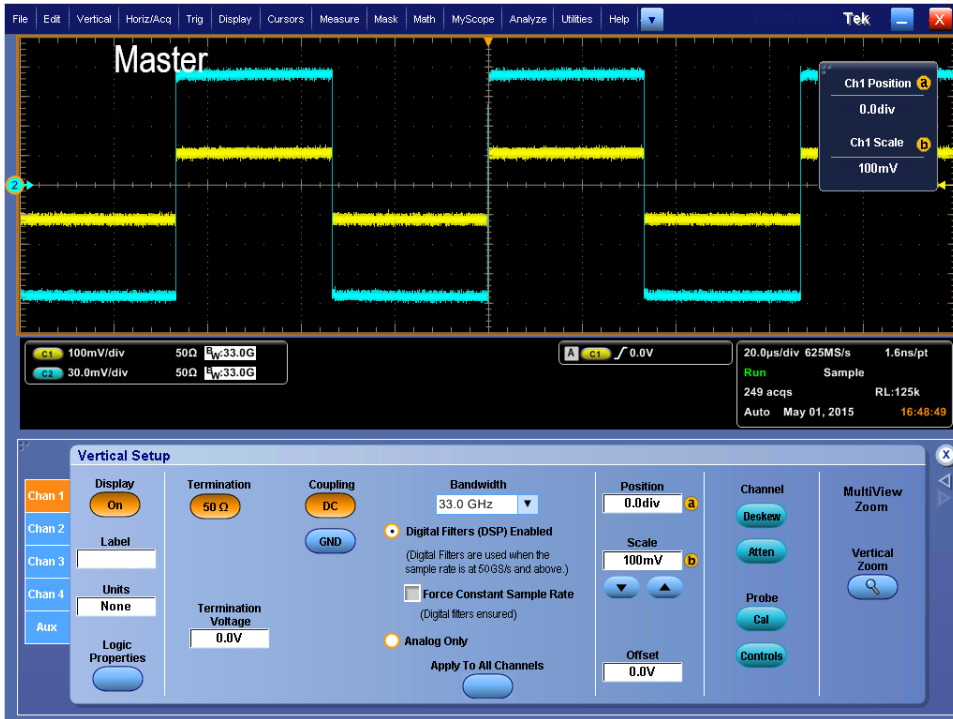 File Edit Vertical Horiz/Acq Trig Display Cursors Measure Mask Math MyScope Analyze Utilities Help Tek X
Master
Ch1 Position a
0.0div
Ch1 Scale b
100mV
2
C1 100mV/div 50Ω BW:33.0G
C2 30.0mV/div 50Ω BW:33.0G
A C1 0.0V
20.0µs/div 625MS/s 1.6ns/pt
Run Sample
249 acqs RL:125k
Auto May 01, 2015 16:48:49
Vertical Setup
X
Chan 1
Chan 2
Chan 3
Chan 4
Aux
Display
On
Label
Units
None
Logic
Properties
Termination
50 Ω
Termination
Voltage
0.0V
Coupling
DC
GND
Bandwidth
33.0 GHz
Digital Filters (DSP) Enabled
(Digital Filters are used when the
sample rate is at 50GS/s and above.)
Force Constant Sample Rate
(Digital filters ensured)
Analog Only
Apply To All Channels
Position
0.0div a
Scale
100mV b
Offset
0.0V
Channel
Deskew
Atten
Probe
Cal
Controls
MultiView
Zoom
Vertical
Zoom